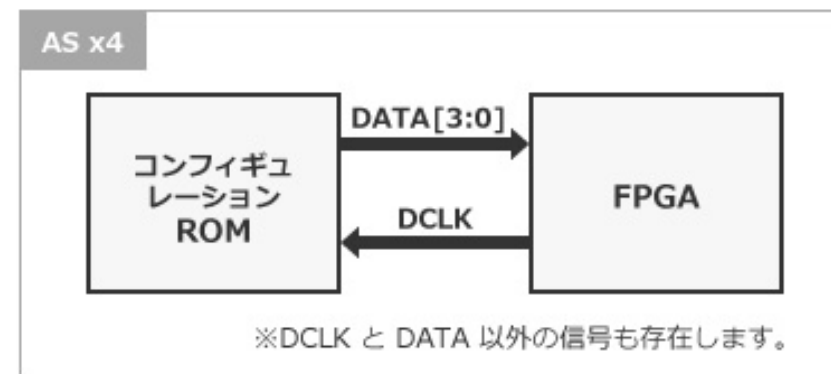 AS x4
DATA[3:0]
コンフィギュ
レーション
ROM
FPGA
DCLK
※DCLK と DATA 以外の信号も存在します。